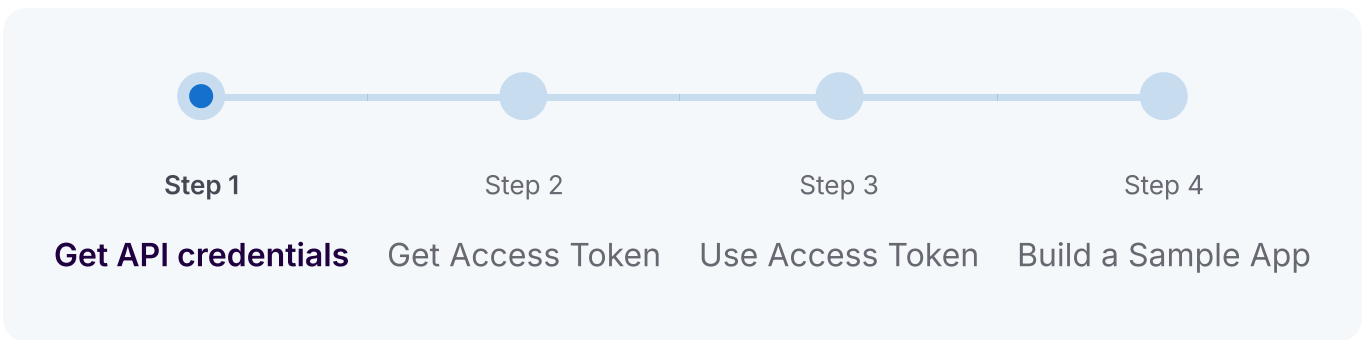 Step 1 Step 2 Step 3 Step 4
Get API credentials Get Access Token Use Access Token Build a Sample App